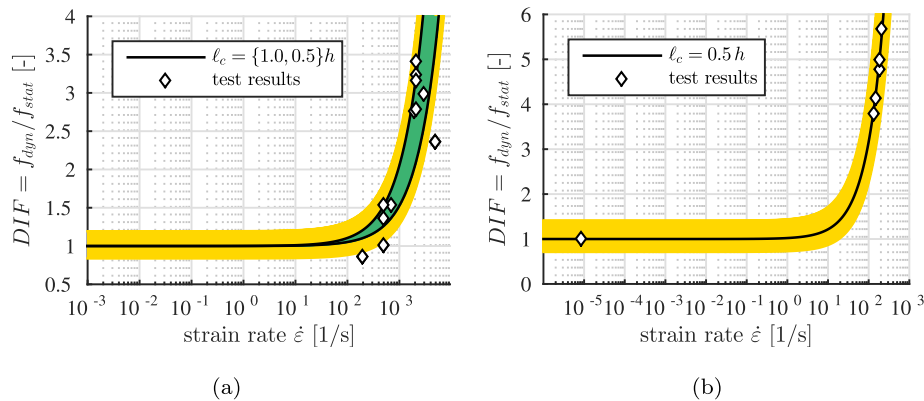 DIF = f_dyn/f_stat [-]
4
3.5
3
2.5
2
1.5
1
0.5
ℓ_c = {1.0, 0.5}h
test results
10^-3 10^-2 10^-1 10^0 10^1 10^2 10^3
strain rate ε̇ [1/s]
(a)
DIF = f_dyn/f_stat [-]
6
5
4
3
2
1
0
ℓ_c = 0.5 h
test results
10^-5 10^-4 10^-3 10^-2 10^-1 10^0 10^1 10^2 10^3
strain rate ε̇ [1/s]
(b)